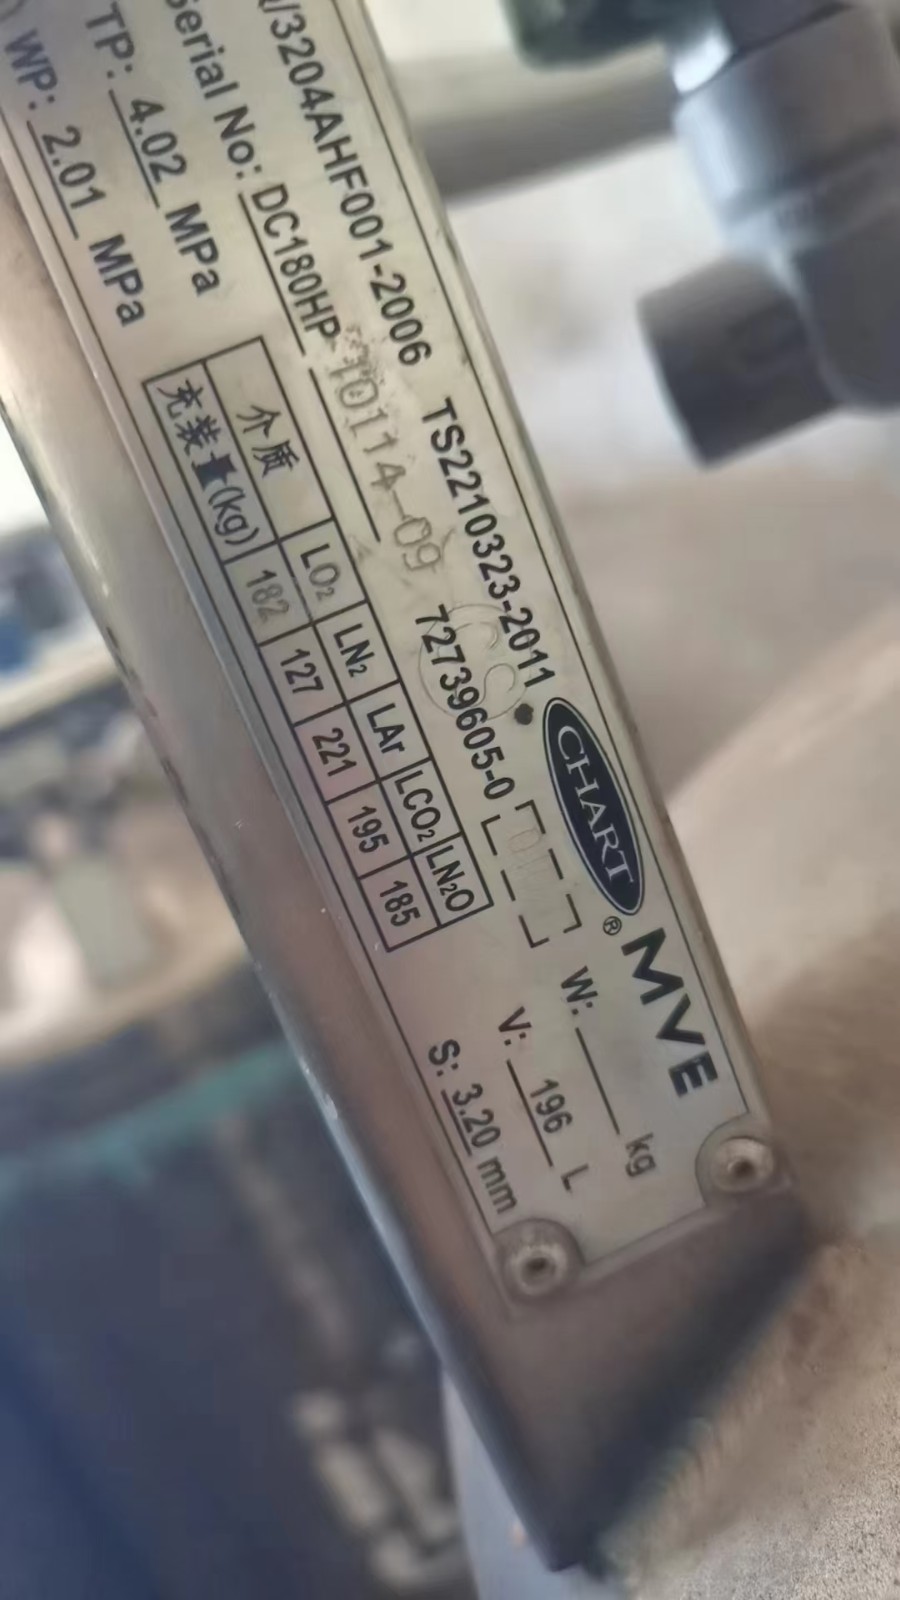 /3204AHF001-2006 TS2210323-2011 CHART® MVE
Serial No: DC180HP 10114-09 72739605-0 W: kg
TP: 4.02 MPa V: 196 L
WP: 2.01 MPa S: 3.20 mm
介质 LO₂ LN₂ LAr LCO₂ LN₂O
充装量(kg) 182 127 221 195 185